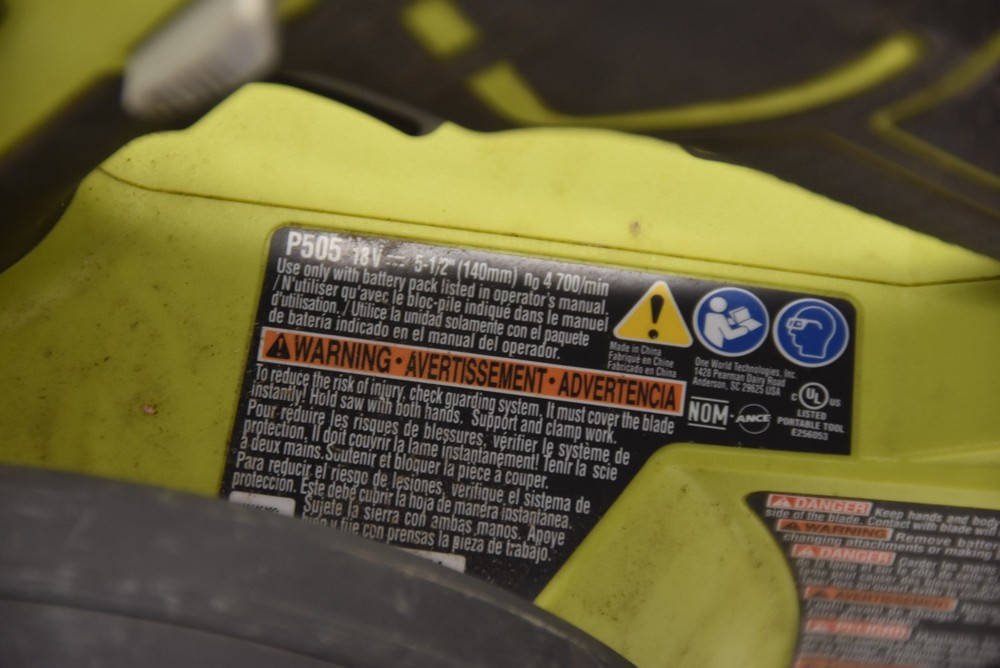 P505 18V ⎓ 5-1/2" (140mm) n₀ 4 700/min
Use only with battery pack listed in operator's manual.
/ N'utiliser qu'avec le bloc-pile indiqué dans le manuel
d'utilisation. / Utilice la unidad solamente con el paquete
de batería indicado en el manual del operador.
Made in China
Fabriqué en Chine
Fabricado en China
One World Technologies, Inc.
1428 Pearman Dairy Road
Anderson, SC 29625 USA
WARNING • AVERTISSEMENT • ADVERTENCIA
To reduce the risk of injury, check guarding system. It must cover the blade
instantly! Hold saw with both hands. Support and clamp work.
Pour réduire les risques de blessures, vérifier le système de
protection. Il doit couvrir la lame instantanément! Tenir la scie
à deux mains. Soutenir et bloquer la pièce à couper.
Para reducir el riesgo de lesiones, verifique el sistema de
protección. Este debe cubrir la hoja de manera instantánea.
Sujete la sierra con ambas manos. Apoye
y fije con prensas la pieza de trabajo.
NOM • ANCE
c UL us
LISTED
PORTABLE TOOL
E256053
DANGER Keep hands and body
side of the blade. Contact with blade
WARNING Remove
changing attachments or making
DANGER Garder les mains
AVERTISSEMENT
PELIGRO